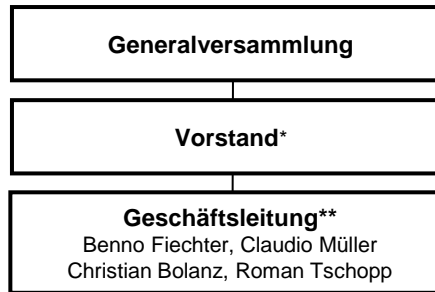 Generalversammlung
Vorstand*
Geschäftsleitung**
Benno Fiechter, Claudio Müller
Christian Bolanz, Roman Tschopp